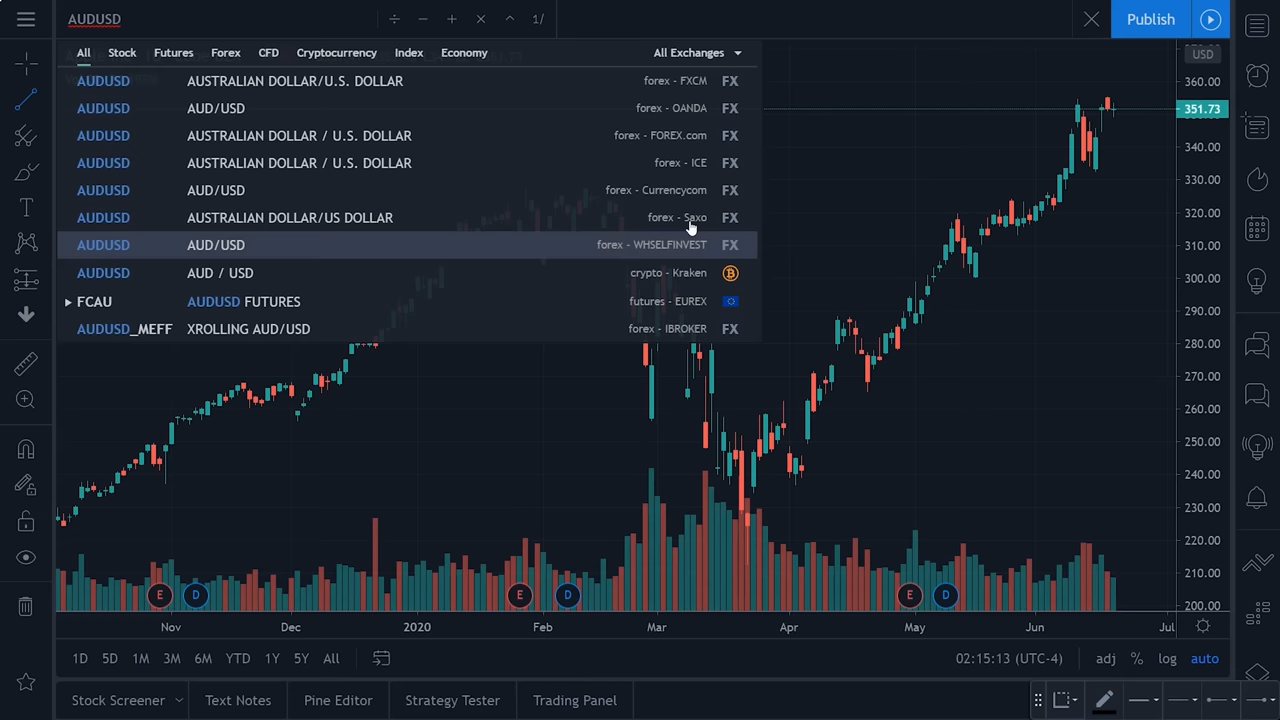 AUDUSD ÷ − + × ^ 1/ Publish
All Stock Futures Forex CFD Cryptocurrency Index Economy All Exchanges
USD
AUDUSD AUSTRALIAN DOLLAR/U.S. DOLLAR forex - FXCM FX
360.00
AUDUSD AUD/USD forex - OANDA FX
351.73
AUDUSD AUSTRALIAN DOLLAR / U.S. DOLLAR forex - FOREX.com FX
340.00
AUDUSD AUSTRALIAN DOLLAR / U.S. DOLLAR forex - ICE FX
330.00
AUDUSD AUD/USD forex - Currencycom FX
320.00
AUDUSD AUSTRALIAN DOLLAR/US DOLLAR forex - Saxo FX
310.00
AUDUSD AUD/USD forex - WHSELFINVEST FX
300.00
AUDUSD AUD / USD crypto - Kraken
290.00
FCAU AUDUSD FUTURES futures - EUREX
AUDUSD_MEFF XROLLING AUD/USD forex - IBROKER FX
280.00
270.00
260.00
250.00
240.00
230.00
220.00
210.00
200.00
E D E D E D
Nov Dec 2020 Feb Mar Apr May Jun Jul
1D 5D 1M 3M 6M YTD 1Y 5Y All 02:15:13 (UTC-4) adj % log auto
Stock Screener Text Notes Pine Editor Strategy Tester Trading Panel